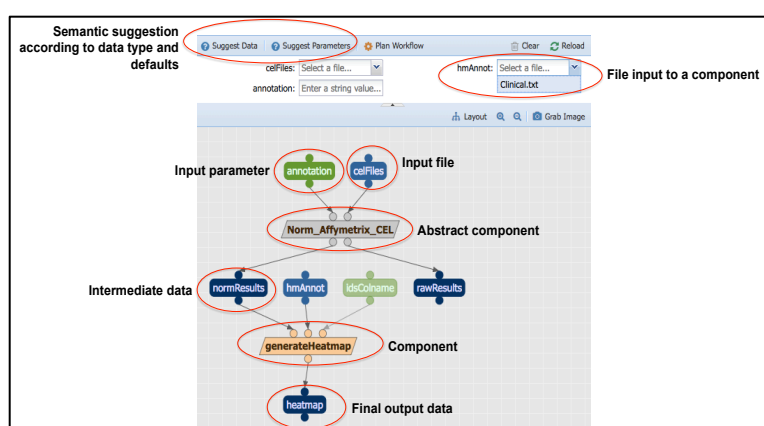 Semantic suggestion
according to data type and
defaults
Suggest Data Suggest Parameters Plan Workflow Clear Reload
celFiles: Select a file... hmAnnot: Select a file...
File input to a component
Clinical.txt
annotation: Enter a string value...
Layout Grab Image
Input parameter annotation celFiles Input file
Norm_Affymetrix_CEL Abstract component
Intermediate data normResults hmAnnot idsColname rawResults
generateHeatmap Component
heatmap Final output data